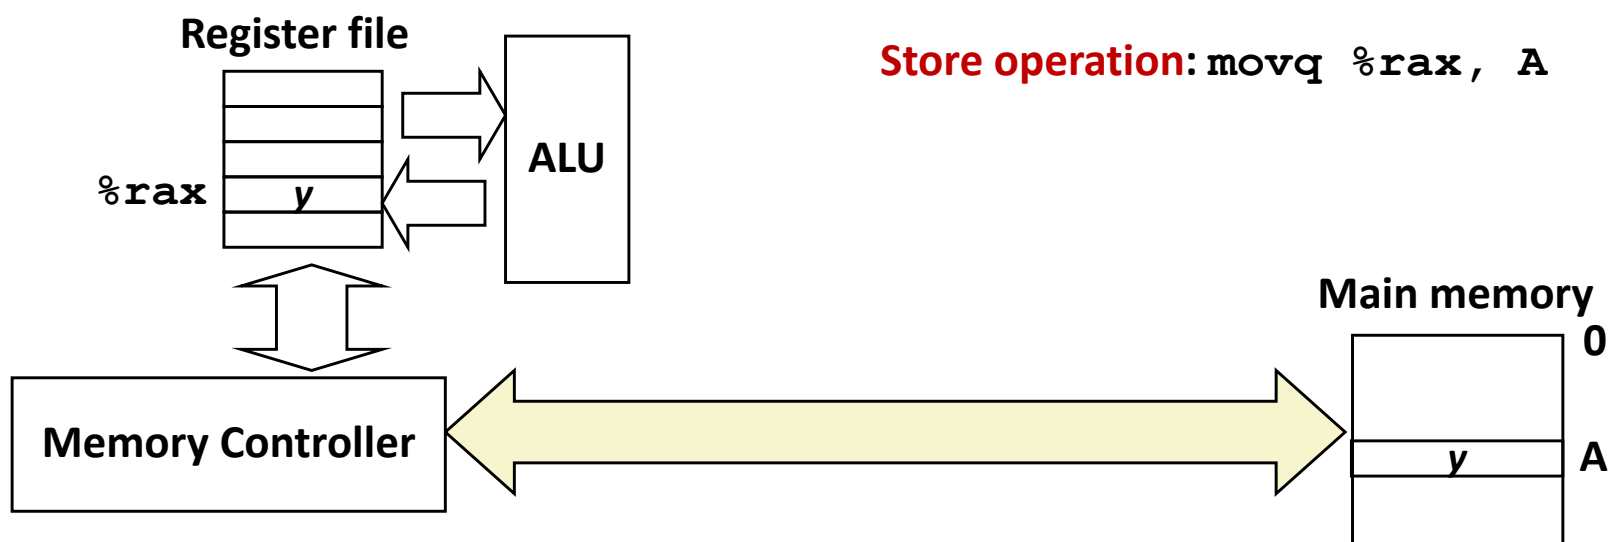 Register file
Store operation: movq %rax, A
ALU
%rax
y
Main memory
0
Memory Controller
y
A